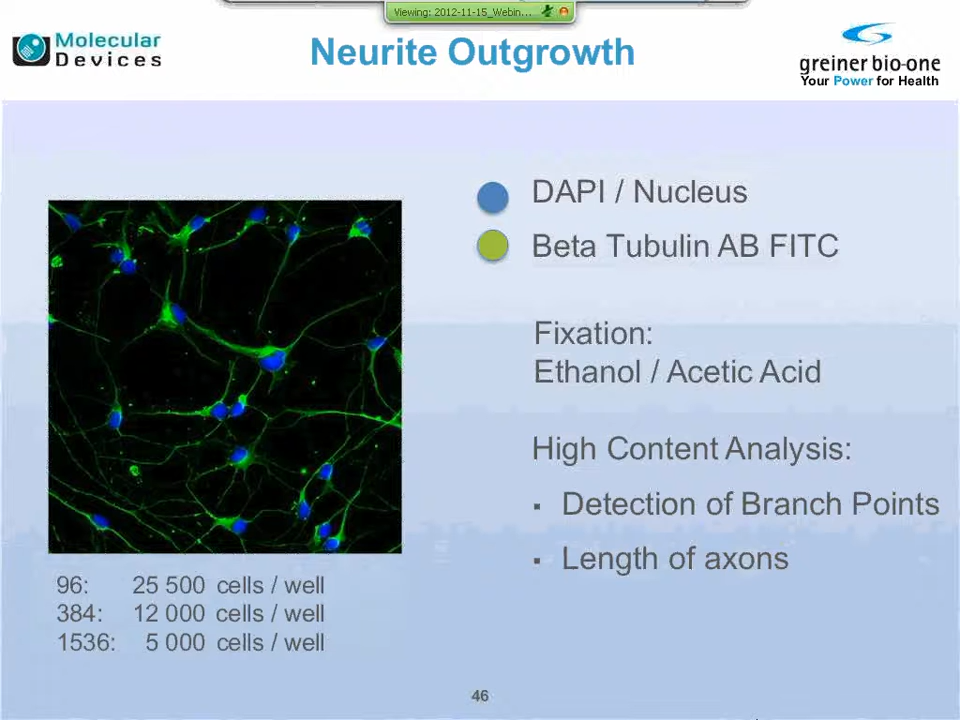 Viewing: 2012-11-15_Webin...
Molecular
Devices
Neurite Outgrowth
greiner bio-one
Your Power for Health
DAPI / Nucleus
Beta Tubulin AB FITC
Fixation:
Ethanol / Acetic Acid
High Content Analysis:
▪ Detection of Branch Points
▪ Length of axons
96: 25 500 cells / well
384: 12 000 cells / well
1536: 5 000 cells / well
46